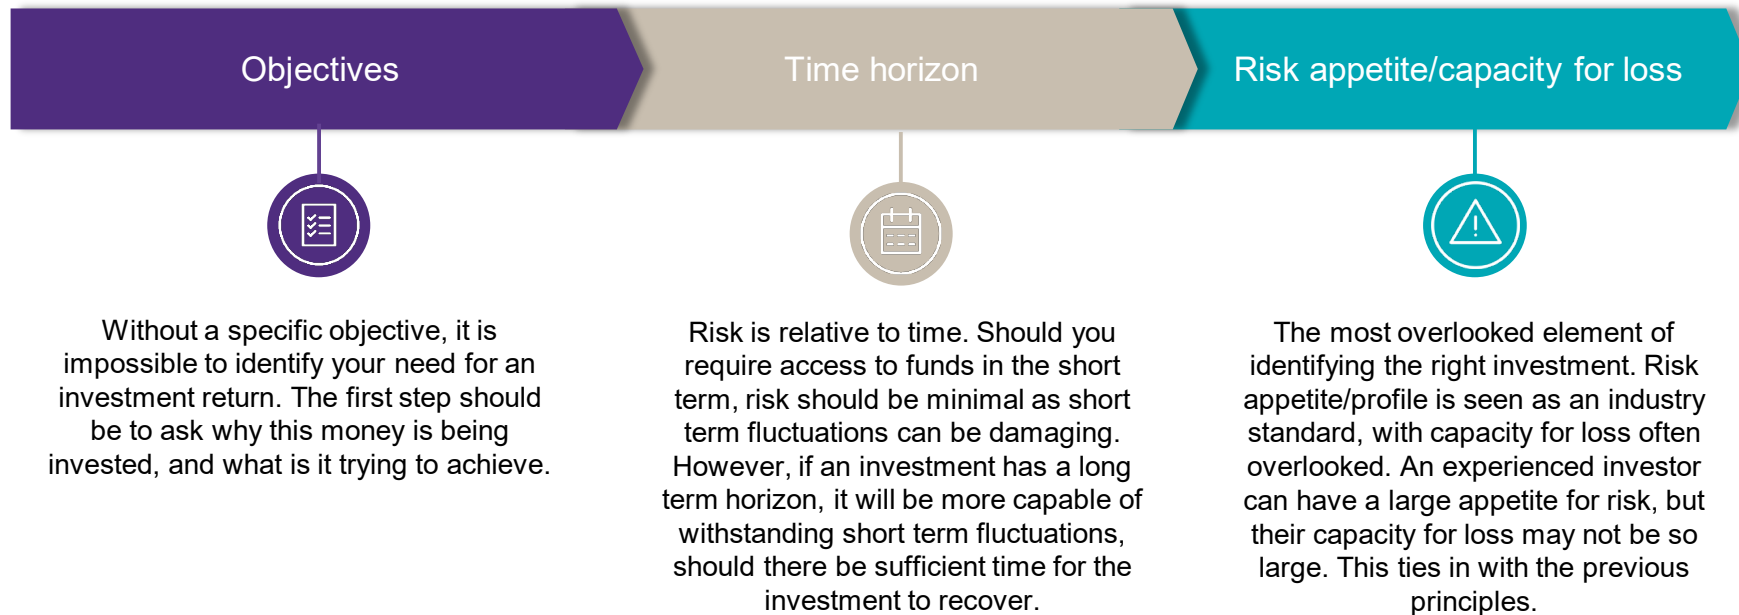 Objectives
Time horizon
Risk appetite/capacity for loss
Without a specific objective, it is
impossible to identify your need for an
investment return. The first step should
be to ask why this money is being
invested, and what is it trying to achieve.
Risk is relative to time. Should you
require access to funds in the short
term, risk should be minimal as short
term fluctuations can be damaging.
However, if an investment has a long
term horizon, it will be more capable of
withstanding short term fluctuations,
should there be sufficient time for the
investment to recover.
The most overlooked element of
identifying the right investment. Risk
appetite/profile is seen as an industry
standard, with capacity for loss often
overlooked. An experienced investor
can have a large appetite for risk, but
their capacity for loss may not be so
large. This ties in with the previous
principles.